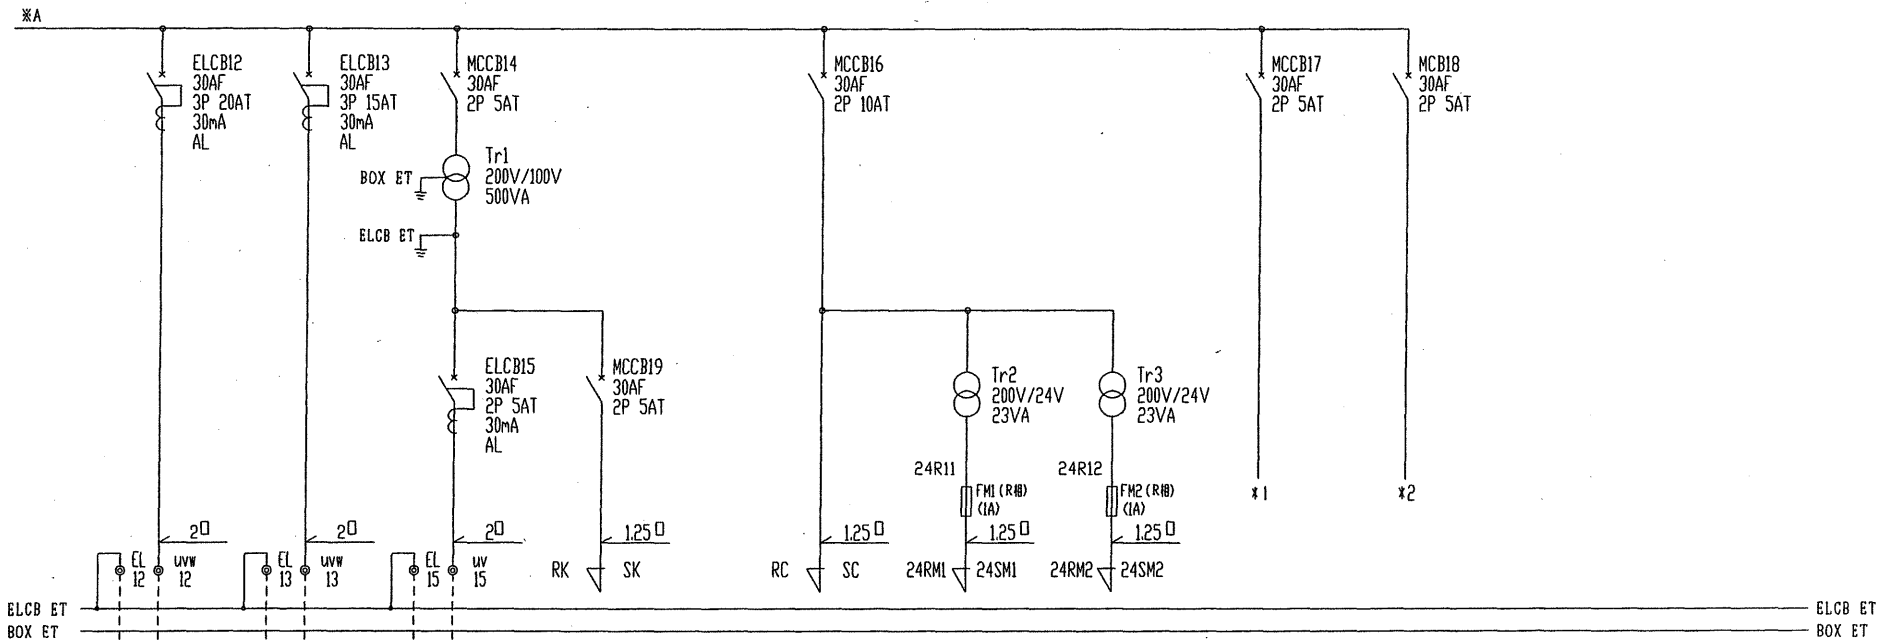 ※A
ELCB12
30AF
3P 20AT
30mA
AL
ELCB13
30AF
3P 15AT
30mA
AL
MCCB14
30AF
2P 5AT
MCCB16
30AF
2P 10AT
MCCB17
30AF
2P 5AT
MCB18
30AF
2P 5AT
BOX ET
Tr1
200V/100V
500VA
ELCB ET
ELCB15
30AF
2P 5AT
30mA
AL
MCCB19
30AF
2P 5AT
Tr2
200V/24V
23VA
Tr3
200V/24V
23VA
24R11
FM1(R相)
(1A)
24R12
FM2(R相)
(1A)
*1
*2
2□
2□
2□
1.25□
1.25□
1.25□
1.25□
EL
12
uvw
12
EL
13
uvw
13
EL
15
uv
15
RK
SK
RC
SC
24RM1
24SM1
24RM2
24SM2
ELCB ET
ELCB ET
BOX ET
BOX ET